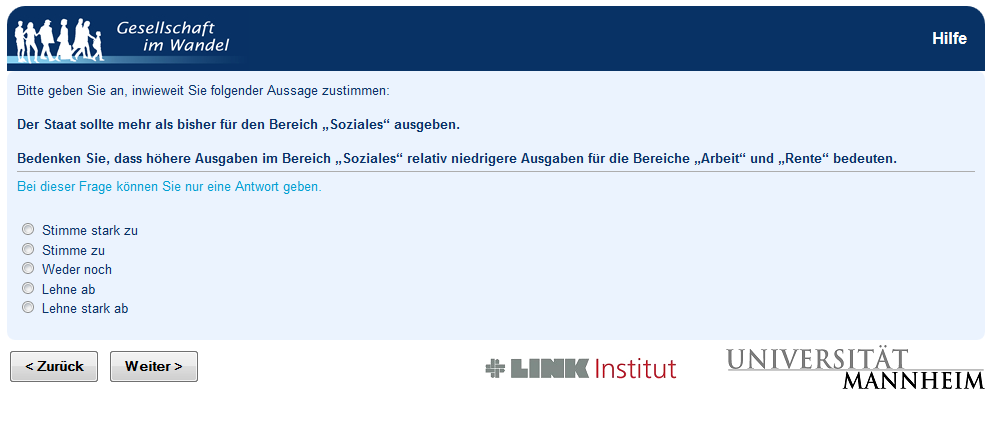 Gesellschaft
im Wandel
Hilfe
Bitte geben Sie an, inwieweit Sie folgender Aussage zustimmen:
Der Staat sollte mehr als bisher für den Bereich „Soziales“ ausgeben.
Bedenken Sie, dass höhere Ausgaben im Bereich „Soziales“ relativ niedrigere Ausgaben für die Bereiche „Arbeit“ und „Rente“ bedeuten.
Bei dieser Frage können Sie nur eine Antwort geben.
Stimme stark zu
Stimme zu
Weder noch
Lehne ab
Lehne stark ab
< Zurück Weiter >
LINK Institut
UNIVERSITÄT
MANNHEIM